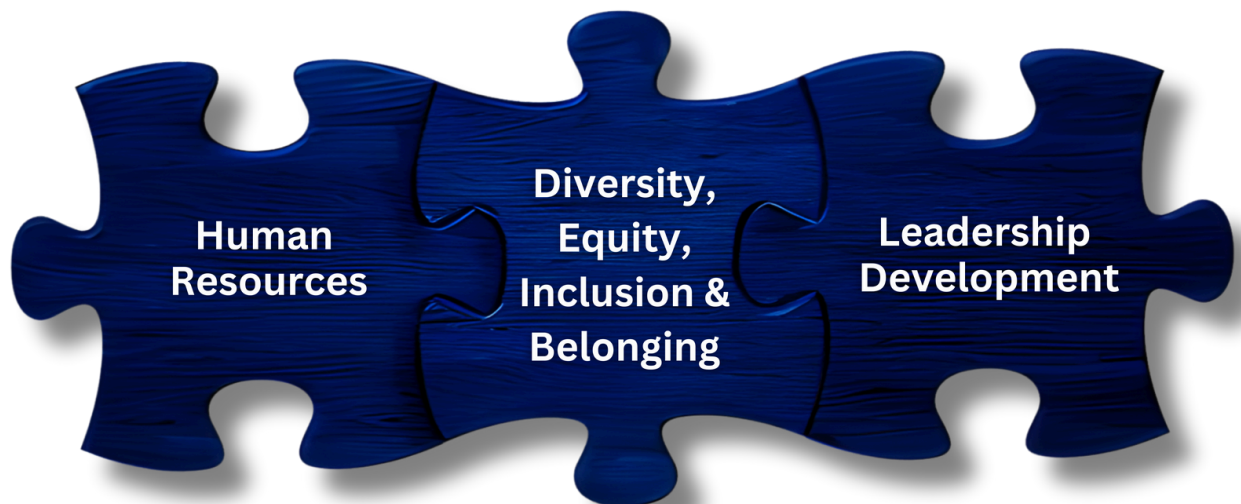 Human
Resources
Diversity,
Equity,
Inclusion &
Belonging
Leadership
Development